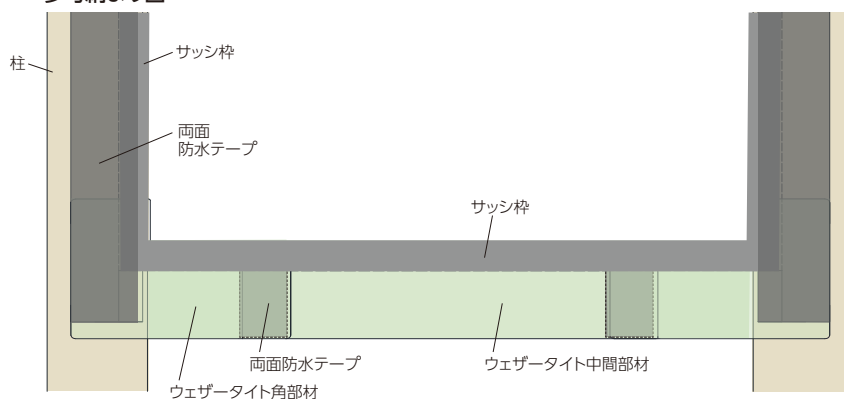 柱
サッシ枠
両面
防水テープ
サッシ枠
両面防水テープ
ウェザータイト中間部材
ウェザータイト角部材